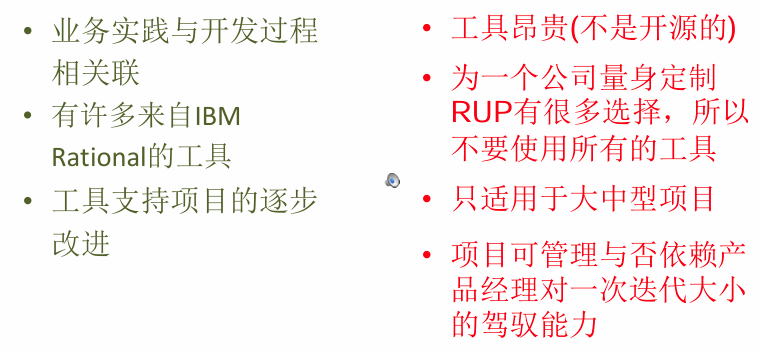 • 业务实践与开发过程
相关联
• 有许多来自IBM
Rational的工具
• 工具支持项目的逐步
改进
• 工具昂贵(不是开源的)
• 为一个公司量身定制
RUP有很多选择，所以
不要使用所有的工具
• 只适用于大中型项目
• 项目可管理与否依赖产
品经理对一次迭代大小
的驾驭能力